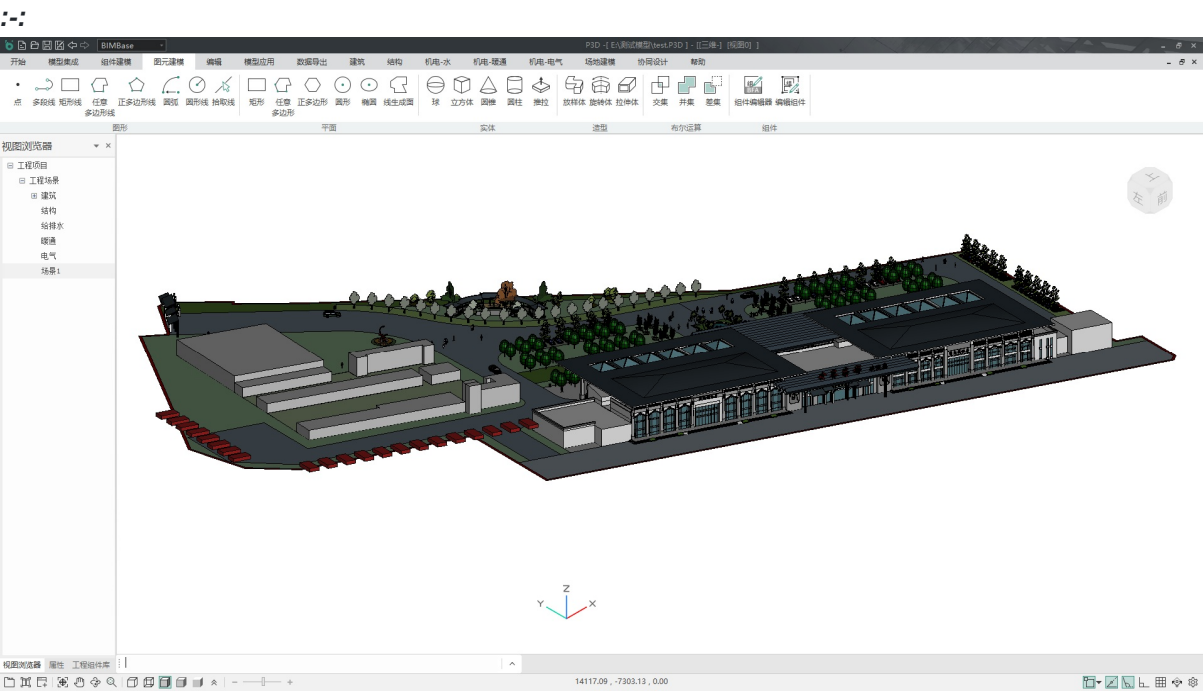 :-:
BIMBase
P3D -[ E:\测试模型\test.P3D ] - [[三维-] [视图0] ]
开始 模型集成 组件建模 图元建模 编辑 模型应用 数据导出 建筑 结构 机电-水 机电-暖通 机电-电气 场地建模 协同设计 帮助
点 多段线 矩形线 任意 正多边形线 圆弧 圆形线 拾取线 矩形 任意 正多边形 圆形 椭圆 线生成面 球 立方体 圆锥 圆柱 推拉 放样体 旋转体 拉伸体 交集 并集 差集 组件编辑器 编辑组件
多边形线 多边形
图形 平面 实体 造型 布尔运算 组件
视图浏览器
工程项目
工程场景
建筑
结构
给排水
暖通
电气
场景1
上
左 前
Z
Y X
视图浏览器 属性 工程组件库
14117.09 , -7303.13 , 0.00